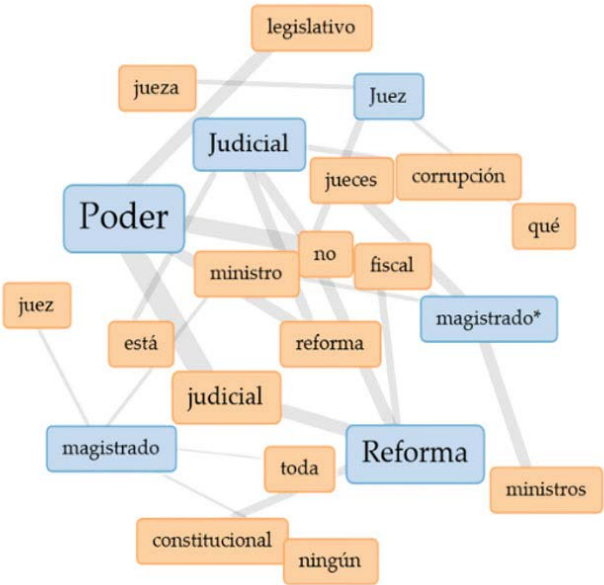 legislativo
jueza
Juez
Judicial
jueces
corrupción
Poder
qué
no
fiscal
ministro
juez
magistrado*
está
reforma
judicial
magistrado
Reforma
toda
ministros
constitucional
ningún